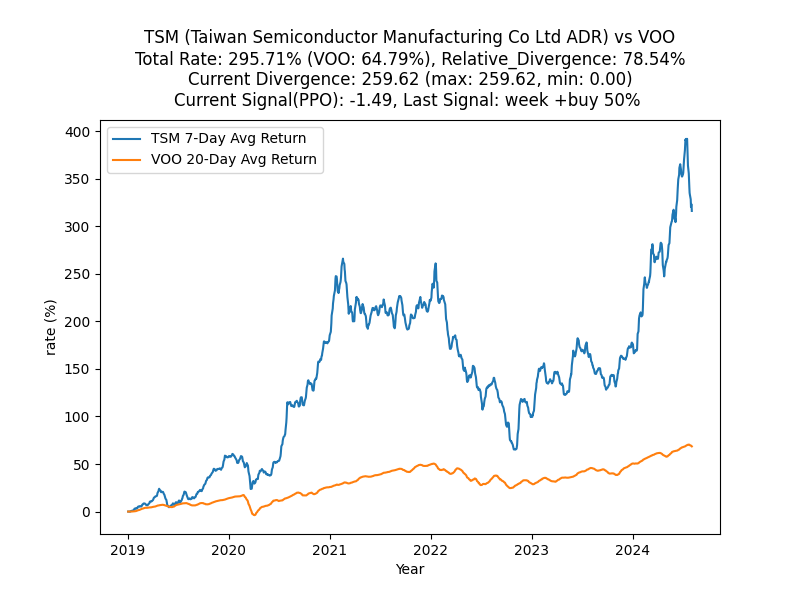 TSM (Taiwan Semiconductor Manufacturing Co Ltd ADR) vs VOO
Total Rate: 295.71% (VOO: 64.79%), Relative_Divergence: 78.54%
Current Divergence: 259.62 (max: 259.62, min: 0.00)
Current Signal(PPO): -1.49, Last Signal: week +buy 50%
TSM 7-Day Avg Return
VOO 20-Day Avg Return
400
350
300
250
200
150
100
50
0
rate (%)
2019 2020 2021 2022 2023 2024
Year